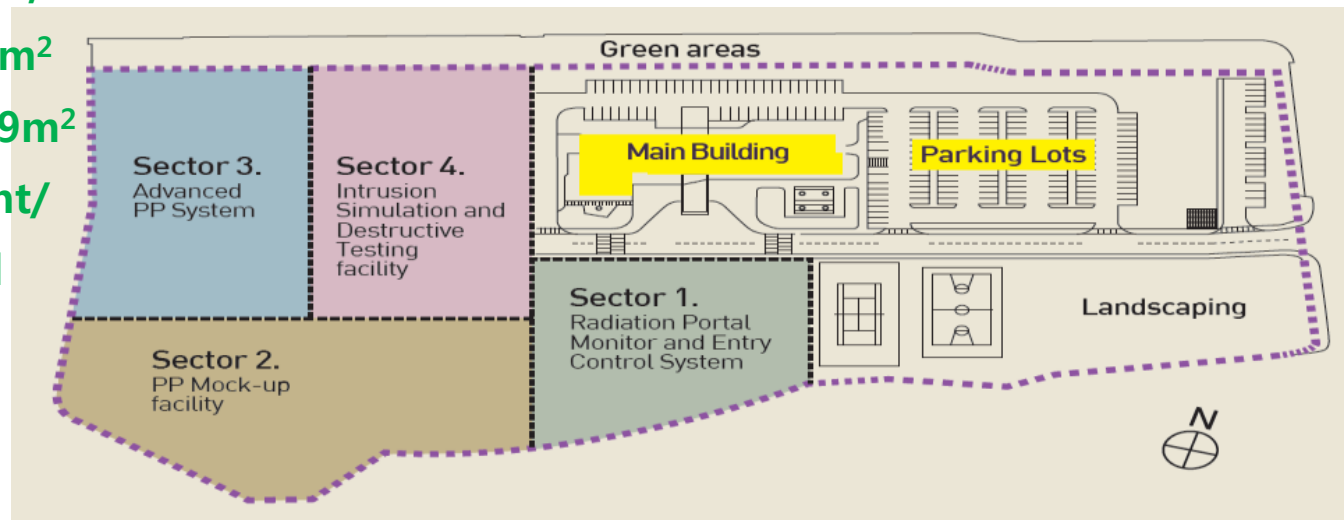 m²
9m²
nt/
Green areas
Main Building
Parking Lots
Sector 3.
Advanced
PP System
Sector 4.
Intrusion
Simulation and
Destructive
Testing
facility
Sector 1.
Radiation Portal
Monitor and Entry
Control System
Landscaping
Sector 2.
PP Mock-up
facility
N